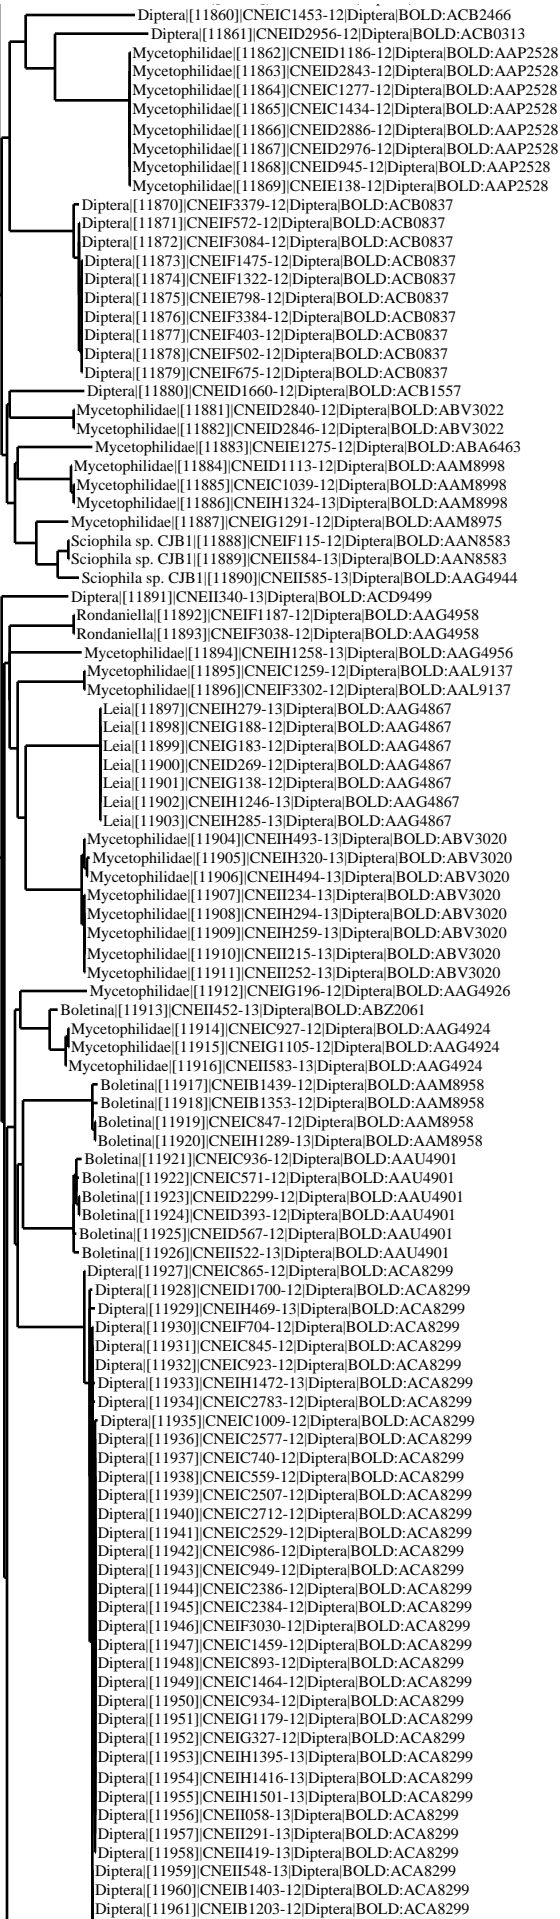 Diptera|[11860]|CNEIC1453-12|Diptera|BOLD:ACB2466
Diptera|[11861]|CNEID2956-12|Diptera|BOLD:ACB0313
Mycetophilidae|[11862]|CNEID1186-12|Diptera|BOLD:AAP2528
Mycetophilidae|[11863]|CNEID2843-12|Diptera|BOLD:AAP2528
Mycetophilidae|[11864]|CNEIC1277-12|Diptera|BOLD:AAP2528
Mycetophilidae|[11865]|CNEIC1434-12|Diptera|BOLD:AAP2528
Mycetophilidae|[11866]|CNEID2886-12|Diptera|BOLD:AAP2528
Mycetophilidae|[11867]|CNEID2976-12|Diptera|BOLD:AAP2528
Mycetophilidae|[11868]|CNEID945-12|Diptera|BOLD:AAP2528
Mycetophilidae|[11869]|CNEIE138-12|Diptera|BOLD:AAP2528
Diptera|[11870]|CNEIF3379-12|Diptera|BOLD:ACB0837
Diptera|[11871]|CNEIF572-12|Diptera|BOLD:ACB0837
Diptera|[11872]|CNEIF3084-12|Diptera|BOLD:ACB0837
Diptera|[11873]|CNEIF1475-12|Diptera|BOLD:ACB0837
Diptera|[11874]|CNEIF1322-12|Diptera|BOLD:ACB0837
Diptera|[11875]|CNEIE798-12|Diptera|BOLD:ACB0837
Diptera|[11876]|CNEIF3384-12|Diptera|BOLD:ACB0837
Diptera|[11877]|CNEIF403-12|Diptera|BOLD:ACB0837
Diptera|[11878]|CNEIF502-12|Diptera|BOLD:ACB0837
Diptera|[11879]|CNEIF675-12|Diptera|BOLD:ACB0837
Diptera|[11880]|CNEID1660-12|Diptera|BOLD:ACB1557
Mycetophilidae|[11881]|CNEID2840-12|Diptera|BOLD:ABV3022
Mycetophilidae|[11882]|CNEID2846-12|Diptera|BOLD:ABV3022
Mycetophilidae|[11883]|CNEIE1275-12|Diptera|BOLD:ABA6463
Mycetophilidae|[11884]|CNEID1113-12|Diptera|BOLD:AAM8998
Mycetophilidae|[11885]|CNEIC1039-12|Diptera|BOLD:AAM8998
Mycetophilidae|[11886]|CNEIH1324-13|Diptera|BOLD:AAM8998
Mycetophilidae|[11887]|CNEIG1291-12|Diptera|BOLD:AAM8975
Sciophila sp. CJB1|[11888]|CNEIF115-12|Diptera|BOLD:AAN8583
Sciophila sp. CJB1|[11889]|CNEII584-13|Diptera|BOLD:AAN8583
Sciophila sp. CJB1|[11890]|CNEII585-13|Diptera|BOLD:AAG4944
Diptera|[11891]|CNEII340-13|Diptera|BOLD:ACD9499
Rondaniella|[11892]|CNEIF1187-12|Diptera|BOLD:AAG4958
Rondaniella|[11893]|CNEIF3038-12|Diptera|BOLD:AAG4958
Mycetophilidae|[11894]|CNEIH1258-13|Diptera|BOLD:AAG4956
Mycetophilidae|[11895]|CNEIC1259-12|Diptera|BOLD:AAL9137
Mycetophilidae|[11896]|CNEIF3302-12|Diptera|BOLD:AAL9137
Leia|[11897]|CNEIH279-13|Diptera|BOLD:AAG4867
Leia|[11898]|CNEIG188-12|Diptera|BOLD:AAG4867
Leia|[11899]|CNEIG183-12|Diptera|BOLD:AAG4867
Leia|[11900]|CNEID269-12|Diptera|BOLD:AAG4867
Leia|[11901]|CNEIG138-12|Diptera|BOLD:AAG4867
Leia|[11902]|CNEIH1246-13|Diptera|BOLD:AAG4867
Leia|[11903]|CNEIH285-13|Diptera|BOLD:AAG4867
Mycetophilidae|[11904]|CNEIH493-13|Diptera|BOLD:ABV3020
Mycetophilidae|[11905]|CNEIH320-13|Diptera|BOLD:ABV3020
Mycetophilidae|[11906]|CNEIH494-13|Diptera|BOLD:ABV3020
Mycetophilidae|[11907]|CNEII234-13|Diptera|BOLD:ABV3020
Mycetophilidae|[11908]|CNEIH294-13|Diptera|BOLD:ABV3020
Mycetophilidae|[11909]|CNEIH259-13|Diptera|BOLD:ABV3020
Mycetophilidae|[11910]|CNEII215-13|Diptera|BOLD:ABV3020
Mycetophilidae|[11911]|CNEII252-13|Diptera|BOLD:ABV3020
Mycetophilidae|[11912]|CNEIG196-12|Diptera|BOLD:AAG4926
Boletina|[11913]|CNEII452-13|Diptera|BOLD:ABZ2061
Mycetophilidae|[11914]|CNEIC927-12|Diptera|BOLD:AAG4924
Mycetophilidae|[11915]|CNEIG1105-12|Diptera|BOLD:AAG4924
Mycetophilidae|[11916]|CNEII583-13|Diptera|BOLD:AAG4924
Boletina|[11917]|CNEIB1439-12|Diptera|BOLD:AAM8958
Boletina|[11918]|CNEIB1353-12|Diptera|BOLD:AAM8958
Boletina|[11919]|CNEIC847-12|Diptera|BOLD:AAM8958
Boletina|[11920]|CNEIH1289-13|Diptera|BOLD:AAM8958
Boletina|[11921]|CNEIC936-12|Diptera|BOLD:AAU4901
Boletina|[11922]|CNEIC571-12|Diptera|BOLD:AAU4901
Boletina|[11923]|CNEID2299-12|Diptera|BOLD:AAU4901
Boletina|[11924]|CNEID393-12|Diptera|BOLD:AAU4901
Boletina|[11925]|CNEID567-12|Diptera|BOLD:AAU4901
Boletina|[11926]|CNEII522-13|Diptera|BOLD:AAU4901
Diptera|[11927]|CNEIC865-12|Diptera|BOLD:ACA8299
Diptera|[11928]|CNEID1700-12|Diptera|BOLD:ACA8299
Diptera|[11929]|CNEIH469-13|Diptera|BOLD:ACA8299
Diptera|[11930]|CNEIF704-12|Diptera|BOLD:ACA8299
Diptera|[11931]|CNEIC845-12|Diptera|BOLD:ACA8299
Diptera|[11932]|CNEIC923-12|Diptera|BOLD:ACA8299
Diptera|[11933]|CNEIH1472-13|Diptera|BOLD:ACA8299
Diptera|[11934]|CNEIC2783-12|Diptera|BOLD:ACA8299
Diptera|[11935]|CNEIC1009-12|Diptera|BOLD:ACA8299
Diptera|[11936]|CNEIC2577-12|Diptera|BOLD:ACA8299
Diptera|[11937]|CNEIC740-12|Diptera|BOLD:ACA8299
Diptera|[11938]|CNEIC559-12|Diptera|BOLD:ACA8299
Diptera|[11939]|CNEIC2507-12|Diptera|BOLD:ACA8299
Diptera|[11940]|CNEIC2712-12|Diptera|BOLD:ACA8299
Diptera|[11941]|CNEIC2529-12|Diptera|BOLD:ACA8299
Diptera|[11942]|CNEIC986-12|Diptera|BOLD:ACA8299
Diptera|[11943]|CNEIC949-12|Diptera|BOLD:ACA8299
Diptera|[11944]|CNEIC2386-12|Diptera|BOLD:ACA8299
Diptera|[11945]|CNEIC2384-12|Diptera|BOLD:ACA8299
Diptera|[11946]|CNEIF3030-12|Diptera|BOLD:ACA8299
Diptera|[11947]|CNEIC1459-12|Diptera|BOLD:ACA8299
Diptera|[11948]|CNEIC893-12|Diptera|BOLD:ACA8299
Diptera|[11949]|CNEIC1464-12|Diptera|BOLD:ACA8299
Diptera|[11950]|CNEIC934-12|Diptera|BOLD:ACA8299
Diptera|[11951]|CNEIG1179-12|Diptera|BOLD:ACA8299
Diptera|[11952]|CNEIG327-12|Diptera|BOLD:ACA8299
Diptera|[11953]|CNEIH1395-13|Diptera|BOLD:ACA8299
Diptera|[11954]|CNEIH1416-13|Diptera|BOLD:ACA8299
Diptera|[11955]|CNEIH1501-13|Diptera|BOLD:ACA8299
Diptera|[11956]|CNEII058-13|Diptera|BOLD:ACA8299
Diptera|[11957]|CNEII291-13|Diptera|BOLD:ACA8299
Diptera|[11958]|CNEII419-13|Diptera|BOLD:ACA8299
Diptera|[11959]|CNEII548-13|Diptera|BOLD:ACA8299
Diptera|[11960]|CNEIB1403-12|Diptera|BOLD:ACA8299
Diptera|[11961]|CNEIB1203-12|Diptera|BOLD:ACA8299